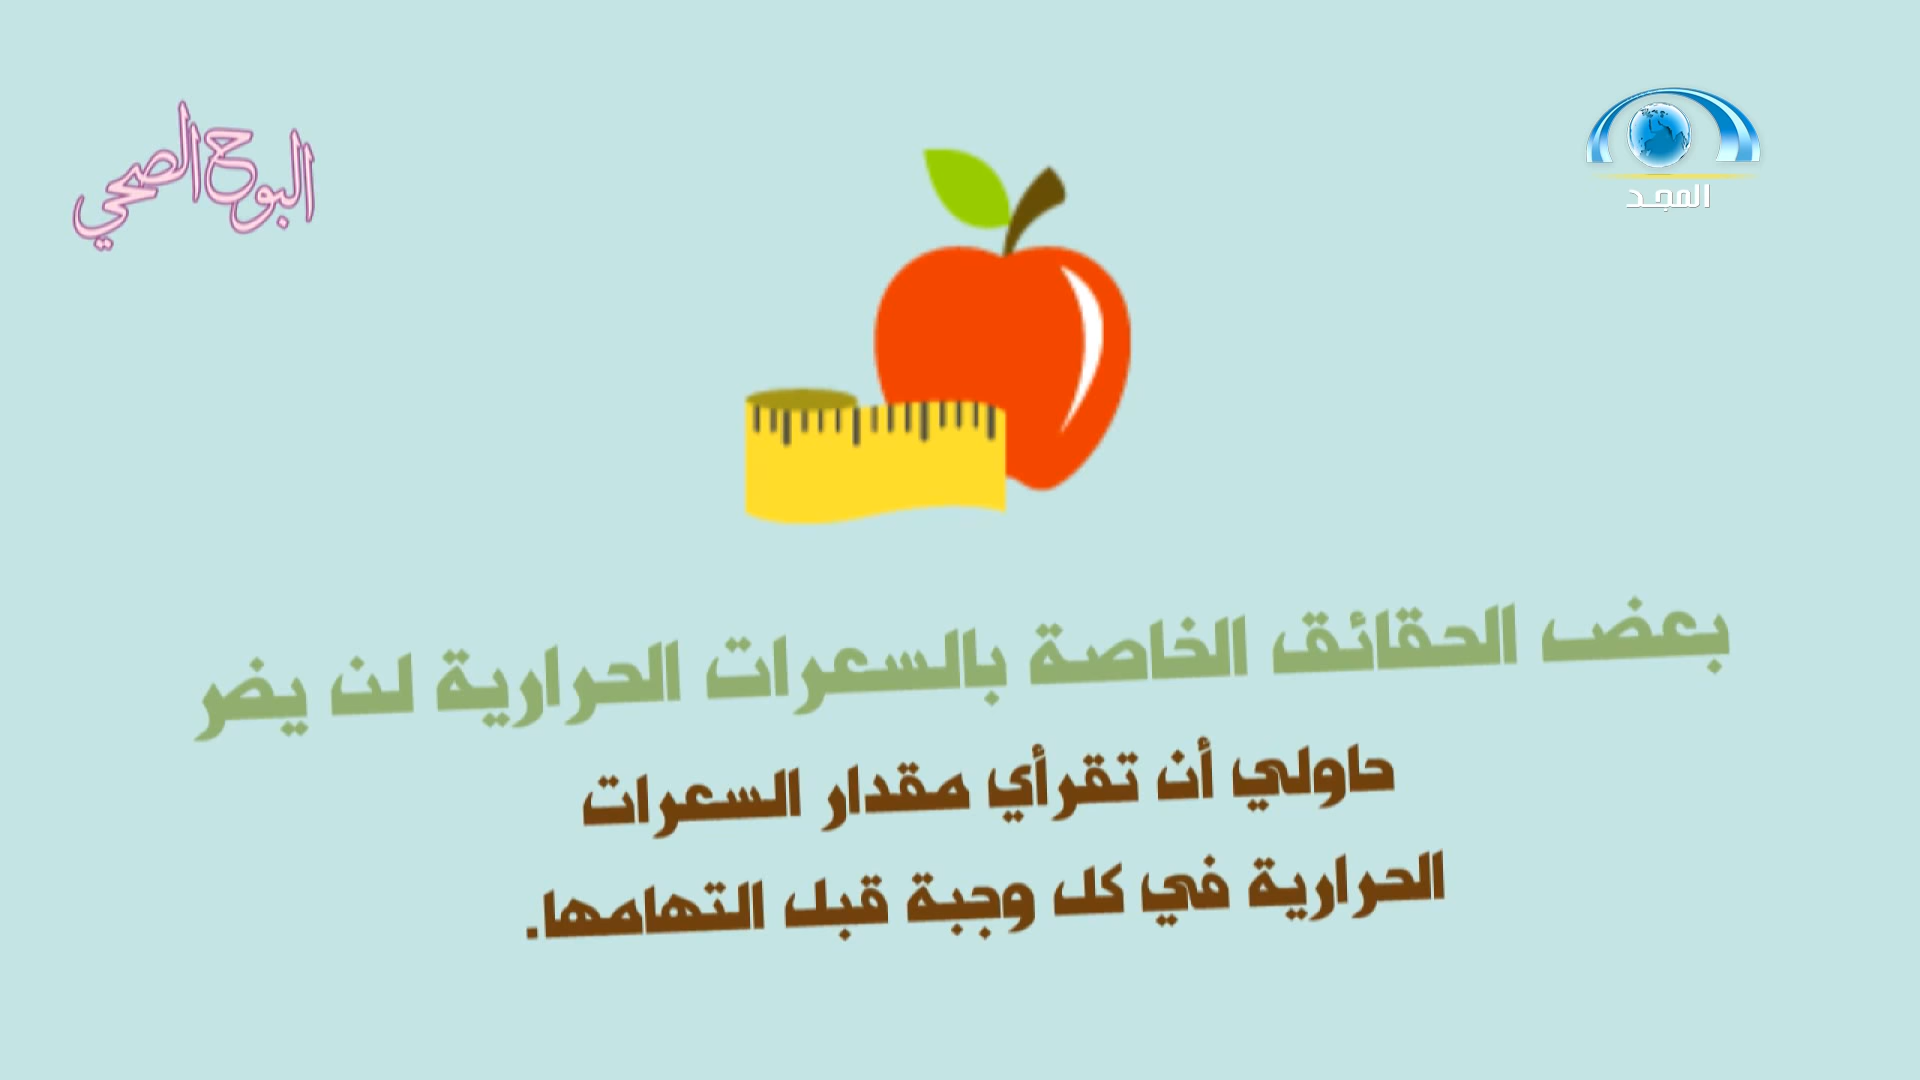 البوح الصحي
المجد
بعض الحقائق الخاصة بالسعرات الحرارية لن يضر
حاولي أن تقرأي مقدار السعرات
الحرارية في كل وجبة قبل التهامها.